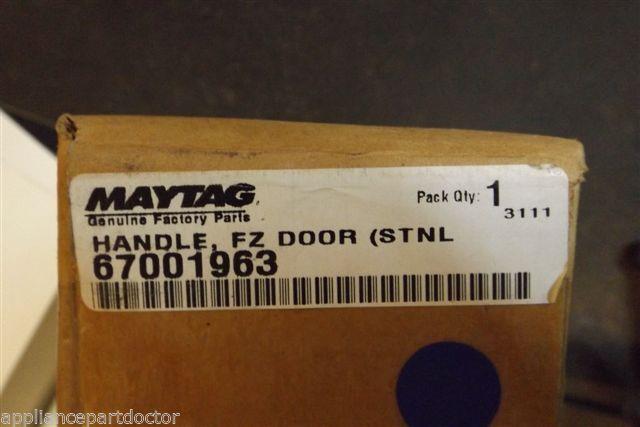 MAYTAG
Genuine Factory Parts
Pack Qty: 1
3111
HANDLE, FZ DOOR (STNL
67001963
© appliancepartdoctor